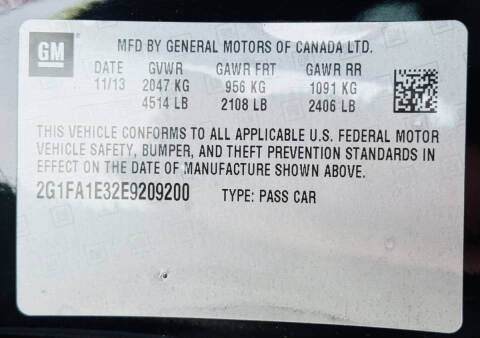 GM
MFD BY GENERAL MOTORS OF CANADA LTD.
DATE GVWR GAWR FRT GAWR RR
11/13 2047 KG 956 KG 1091 KG
4514 LB 2108 LB 2406 LB
THIS VEHICLE CONFORMS TO ALL APPLICABLE U.S. FEDERAL MOTOR
VEHICLE SAFETY, BUMPER, AND THEFT PREVENTION STANDARDS IN
EFFECT ON THE DATE OF MANUFACTURE SHOWN ABOVE.
2G1FA1E32E9209200 TYPE: PASS CAR